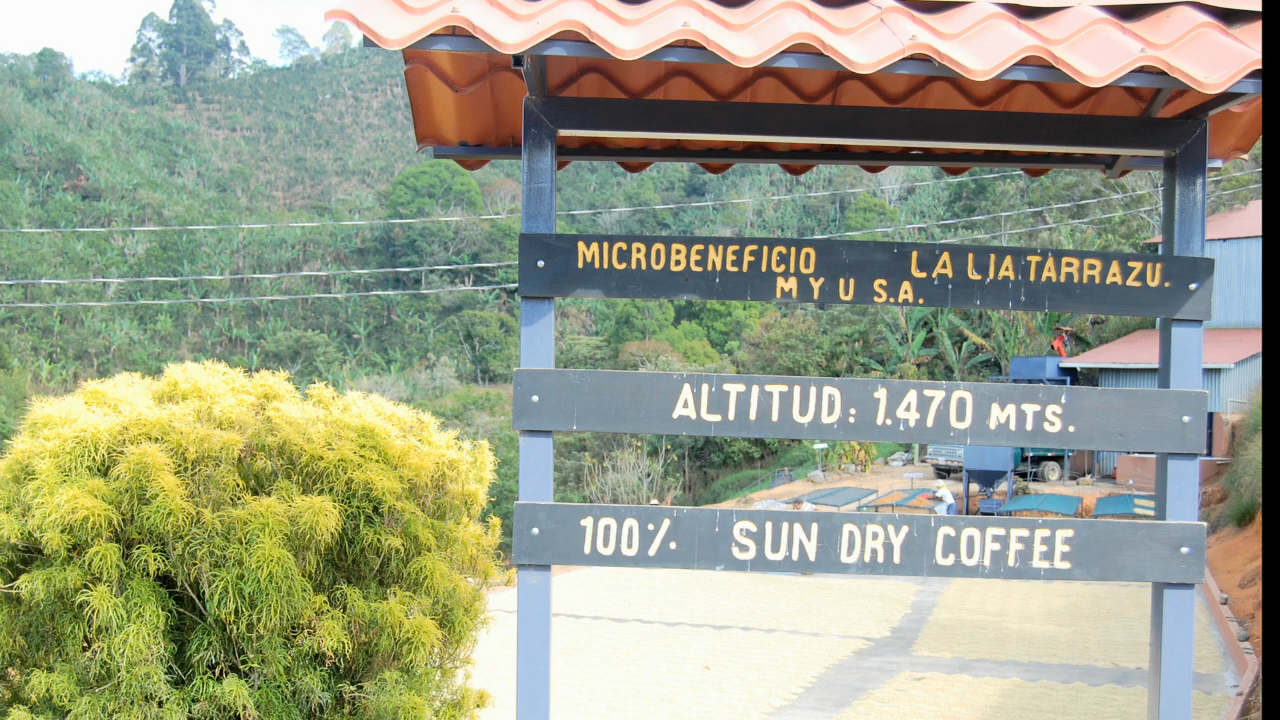 MICROBENEFICIO LA LIA TARRAZU.
M Y U S.A.
ALTITUD: 1.470 MTS.
100% SUN DRY COFFEE